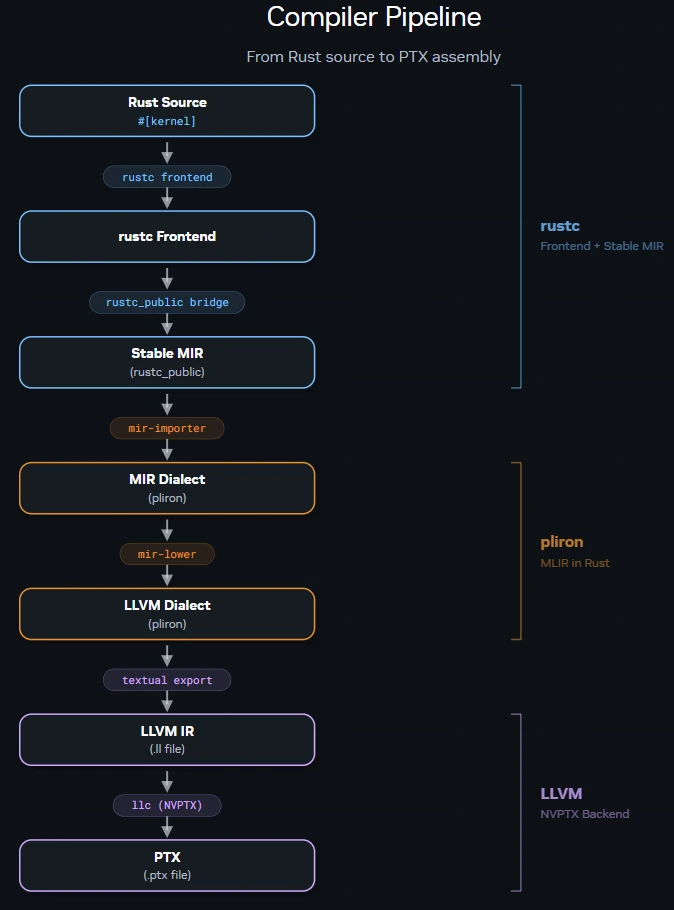 Compiler Pipeline
From Rust source to PTX assembly
Rust Source
#[kernel]
rustc frontend
rustc Frontend
rustc_public bridge
Stable MIR
(rustc_public)
rustc
Frontend + Stable MIR
mir-importer
MIR Dialect
(pliron)
mir-lower
LLVM Dialect
(pliron)
pliron
MLIR in Rust
textual export
LLVM IR
(.ll file)
llc (NVPTX)
PTX
(.ptx file)
LLVM
NVPTX Backend